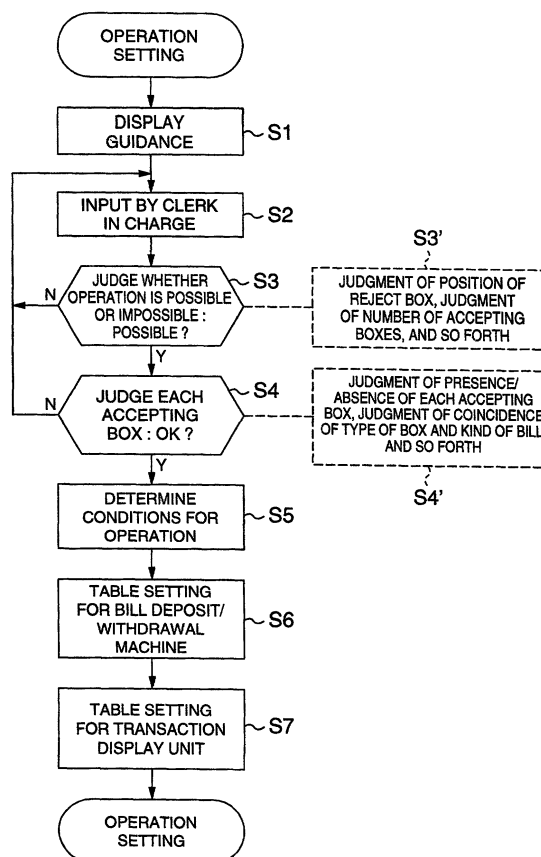 OPERATION
SETTING
DISPLAY
GUIDANCE
S1
INPUT BY CLERK
IN CHARGE
S2
JUDGE WHETHER
OPERATION IS POSSIBLE
OR IMPOSSIBLE :
POSSIBLE ?
S3
N
Y
S3'
JUDGMENT OF POSITION OF
REJECT BOX, JUDGMENT
OF NUMBER OF ACCEPTING
BOXES, AND SO FORTH
JUDGE EACH
ACCEPTING
BOX : OK ?
S4
N
Y
JUDGMENT OF PRESENCE/
ABSENCE OF EACH ACCEPTING
BOX, JUDGMENT OF COINCIDENCE
OF TYPE OF BOX AND KIND OF BILL,
AND SO FORTH
S4'
DETERMINE
CONDITIONS FOR
OPERATION
S5
TABLE SETTING
FOR BILL DEPOSIT/
WITHDRAWAL
MACHINE
S6
TABLE SETTING
FOR TRANSACTION
DISPLAY UNIT
S7
OPERATION
SETTING